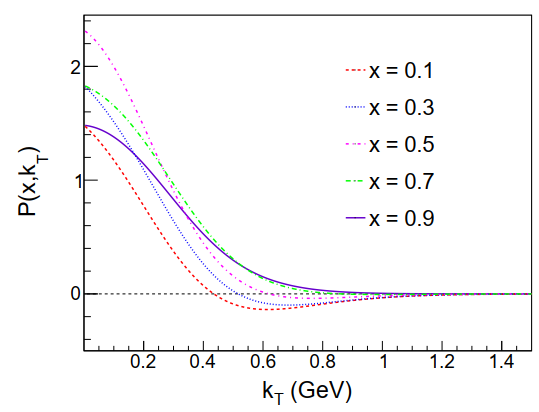 P(x,k_T)
2
1
0
x = 0.1
x = 0.3
x = 0.5
x = 0.7
x = 0.9
0.2 0.4 0.6 0.8 1 1.2 1.4
k_T (GeV)